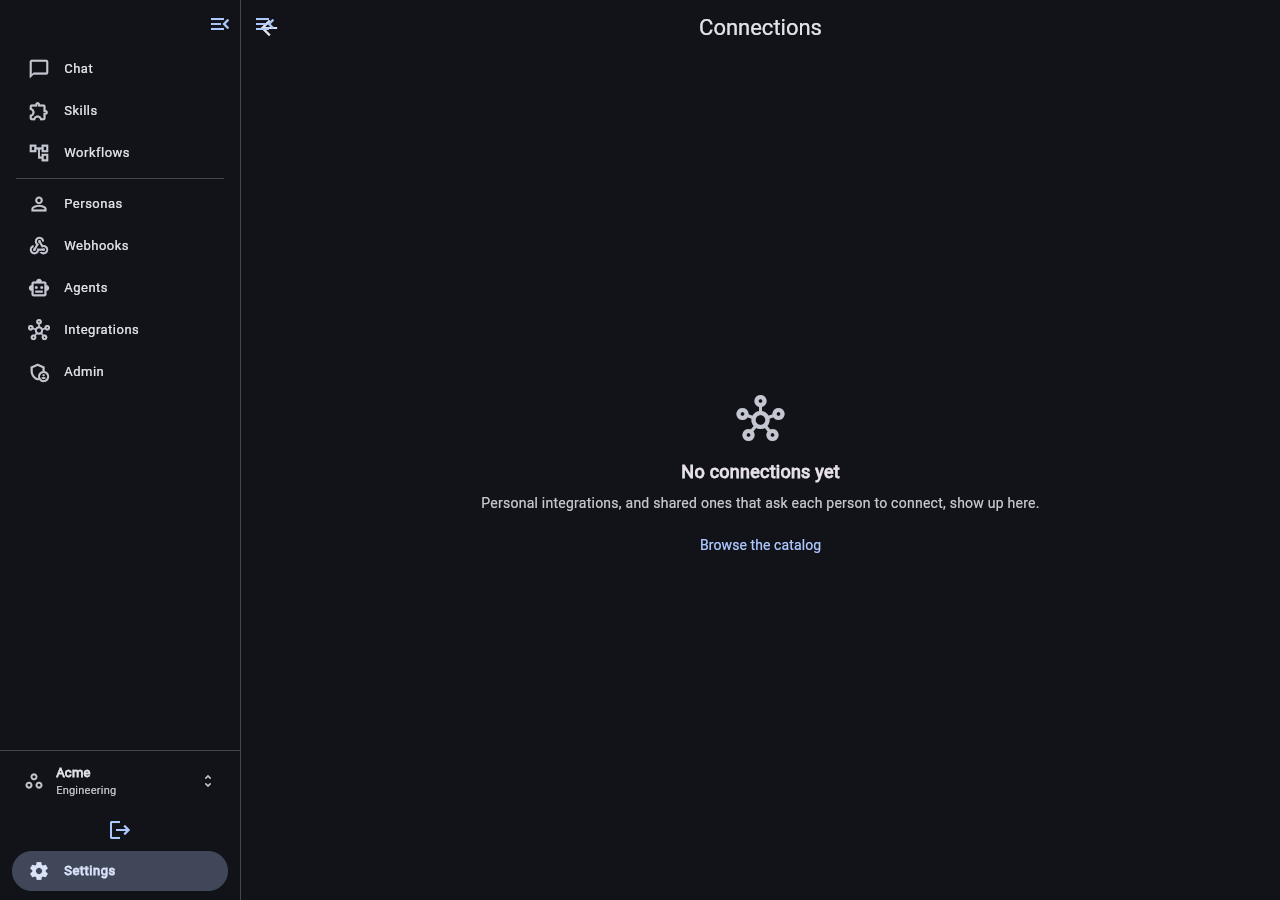 Connections
Chat
Skills
Workflows
Personas
Webhooks
Agents
Integrations
Admin
No connections yet
Personal integrations, and shared ones that ask each person to connect, show up here.
Browse the catalog
Acme
Engineering
Settings